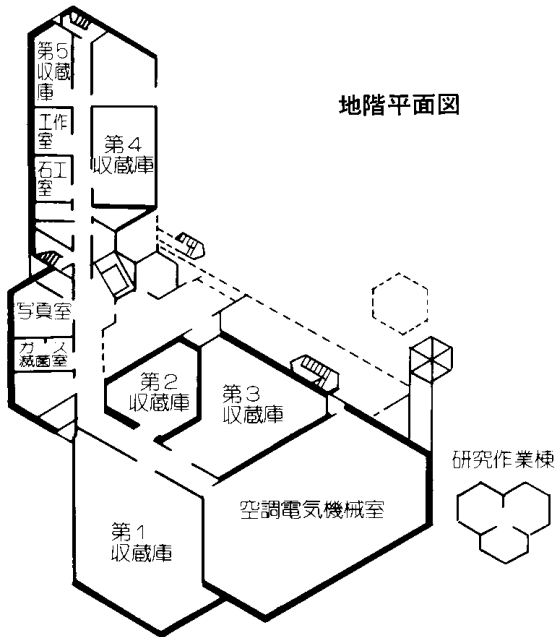 地階平面図
第5
収蔵
庫
工作
室
第4
収蔵庫
石工
室
写真室
ガス
滅菌室
第2
収蔵庫
第3
収蔵庫
研究作業棟
空調電気機械室
第1
収蔵庫